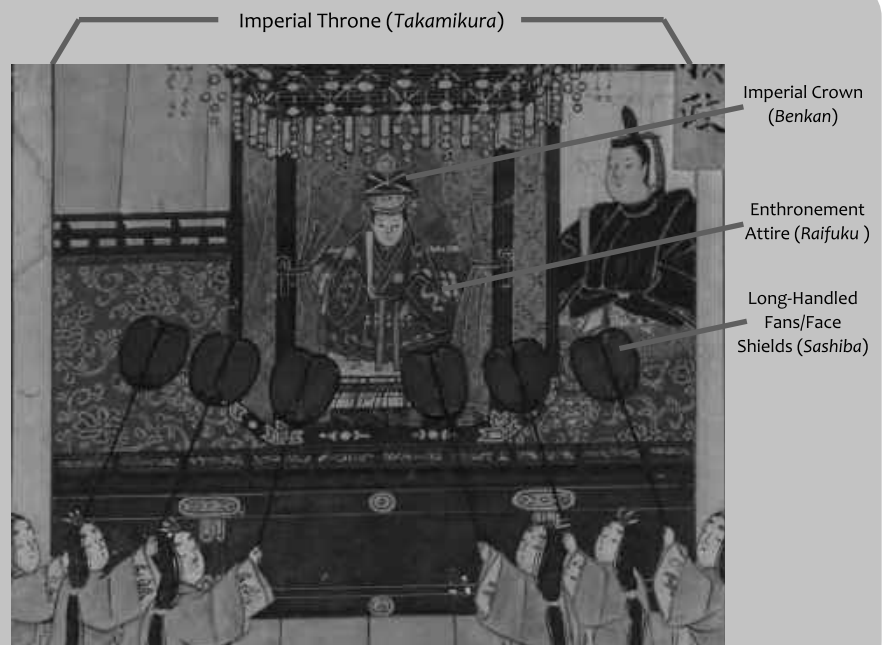 Imperial Throne (Takamikura)
Imperial Crown
(Benkan)
Enthronement
Attire (Raifuku )
Long-Handled
Fans/Face
Shields (Sashiba)